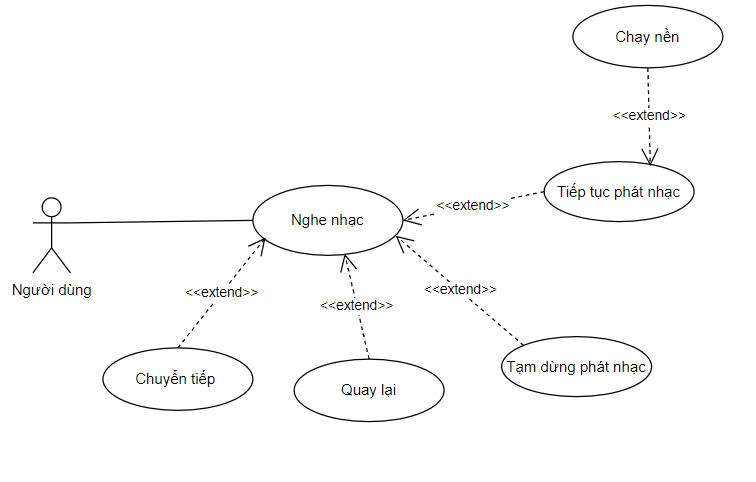 Chạy nền
<<extend>>
Tiếp tục phát nhạc
<<extend>>
Nghe nhạc
Người dùng
<<extend>>
<<extend>>
<<extend>>
Chuyển tiếp
Quay lại
Tạm dừng phát nhạc